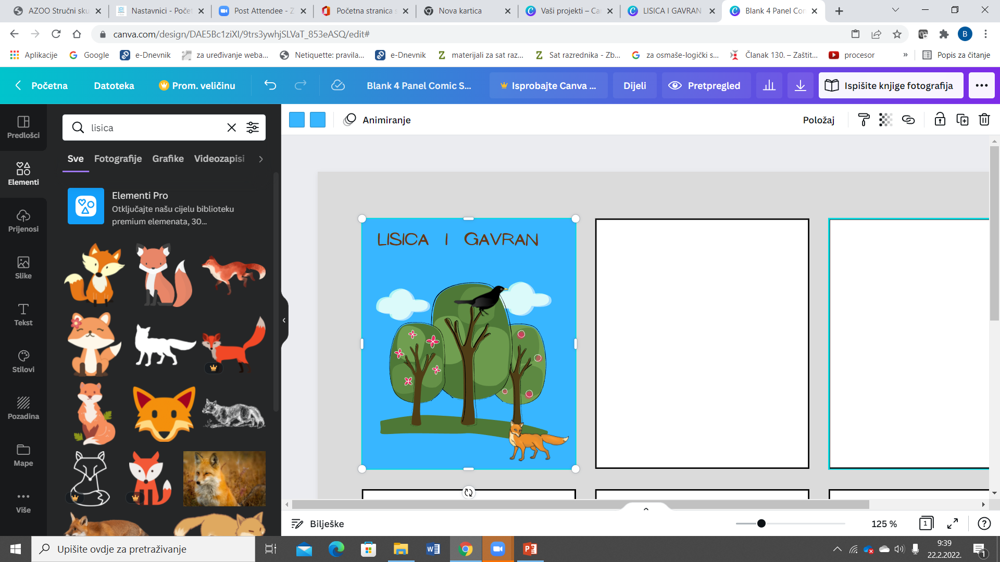 AZOO Stručni sku
Nastavnici - Počet
Post Attendee - Z
Početna stranica s
Nova kartica
Vaši projekti – Ca
LISICA I GAVRAN
Blank 4 Panel Con
canva.com/design/DAE5Bc1ziXI/9trs3ywhjSLVaT_853eASQ/edit#
B
Aplikacije
Google
e-Dnevnik
za uređivanje weba...
Netiquette: pravila...
e-Dnevnik
materijali za sat raz...
Sat razrednika - Zb...
za osmaše-logički s...
Članak 130. – Zaštit...
procesor
»
Popis za čitanje
Početna
Datoteka
Prom. veličinu
Blank 4 Panel Comic S...
Isprobajte Canva ...
Dijeli
Pretpregled
Ispišite knjige fotografija
Predlošci
Elementi
Prijenosi
Slike
Tekst
Stilovi
Pozadina
Mape
Više
lisica
Sve
Fotografije
Grafike
Videozapisi
Elementi Pro
Otključajte našu cijelu biblioteku
premium elemenata, 30...
Animiranje
Položaj
LISICA I GAVRAN
Bilješke
125 %
1
Upišite ovdje za pretraživanje
9:39
22.2.2022.
1